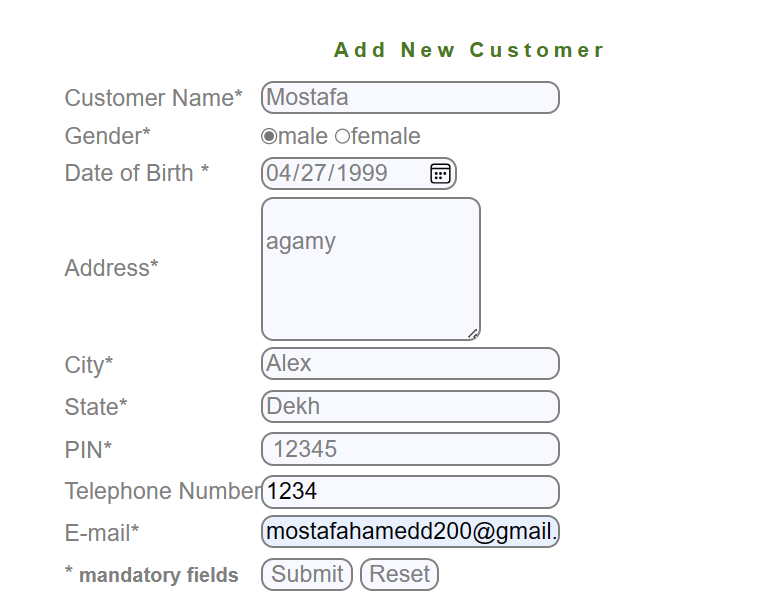 Add New Customer
Customer Name* Mostafa
Gender* male female
Date of Birth * 04/27/1999
Address* agamy
City* Alex
State* Dekh
PIN* 12345
Telephone Number 1234
E-mail* mostafahamedd200@gmail.
* mandatory fields Submit Reset